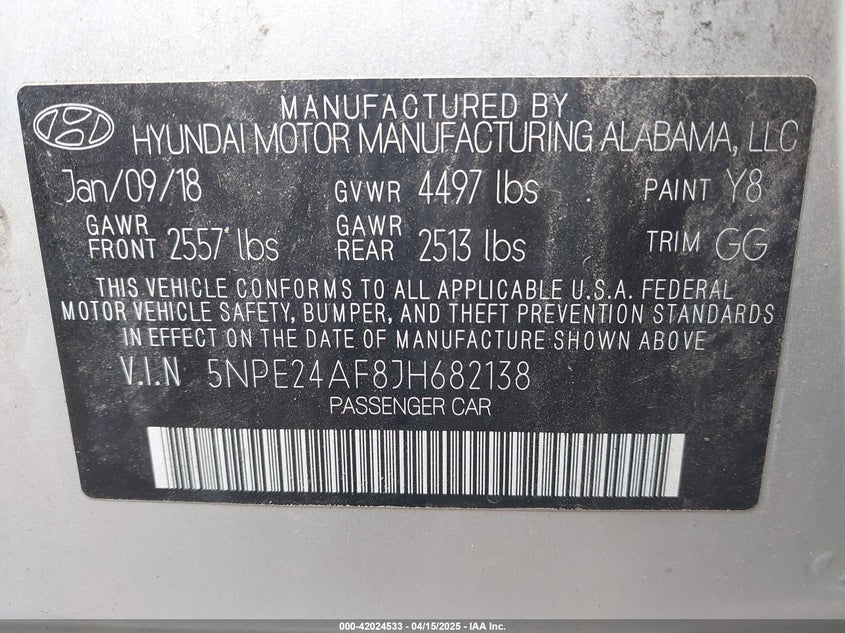 MANUFACTURED BY
HYUNDAI MOTOR MANUFACTURING ALABAMA, LLC
Jan/09/18 GVWR 4497 lbs PAINT Y8
GAWR FRONT 2557 lbs GAWR REAR 2513 lbs TRIM GG
THIS VEHICLE CONFORMS TO ALL APPLICABLE U.S.A. FEDERAL
MOTOR VEHICLE SAFETY, BUMPER, AND THEFT PREVENTION STANDARDS
IN EFFECT ON THE DATE OF MANUFACTURE SHOWN ABOVE
V.I.N 5NPE24AF8JH682138
PASSENGER CAR
000-42024533 - 04/15/2025 - IAA Inc.